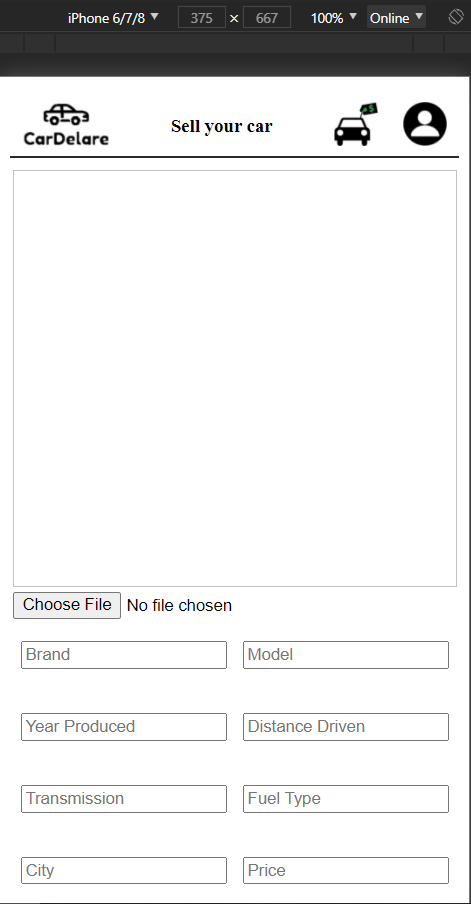 iPhone 6/7/8 ▼ 375 × 667 100% ▼ Online ▼
CarDelare Sell your car $
Choose File No file chosen
Brand Model
Year Produced Distance Driven
Transmission Fuel Type
City Price